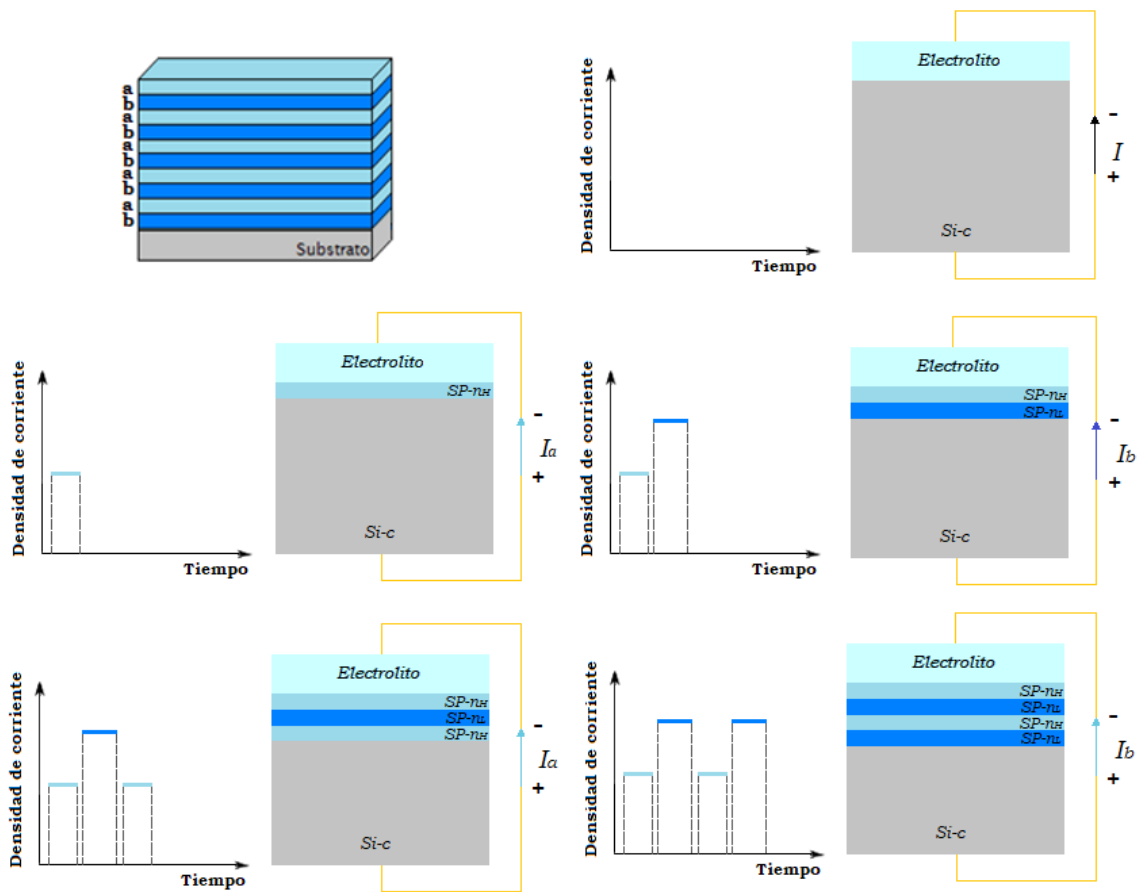 a
b
a
b
a
b
a
b
a
b
Substrato
Densidad de corriente
Tiempo
Electrolito
Si-c
-
I
+
Densidad de corriente
Tiempo
Electrolito
SP-nH
Si-c
-
Ia
+
Densidad de corriente
Tiempo
Electrolito
SP-nH
SP-nL
Si-c
-
Ib
+
Densidad de corriente
Tiempo
Electrolito
SP-nH
SP-nL
SP-nH
Si-c
-
Ia
+
Densidad de corriente
Tiempo
Electrolito
SP-nH
SP-nL
SP-nH
SP-nL
Si-c
-
Ib
+